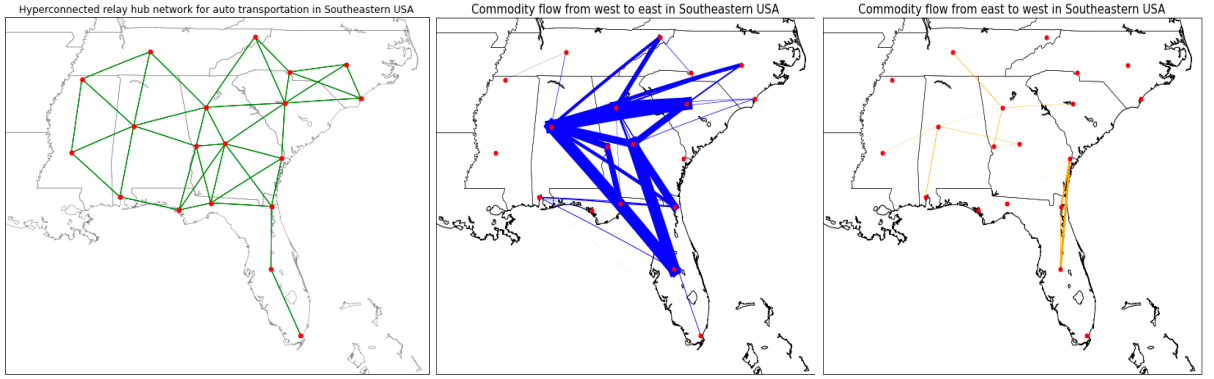 Hyperconnected relay hub network for auto transportation in Southeastern USA
Commodity flow from west to east in Southeastern USA
Commodity flow from east to west in Southeastern USA